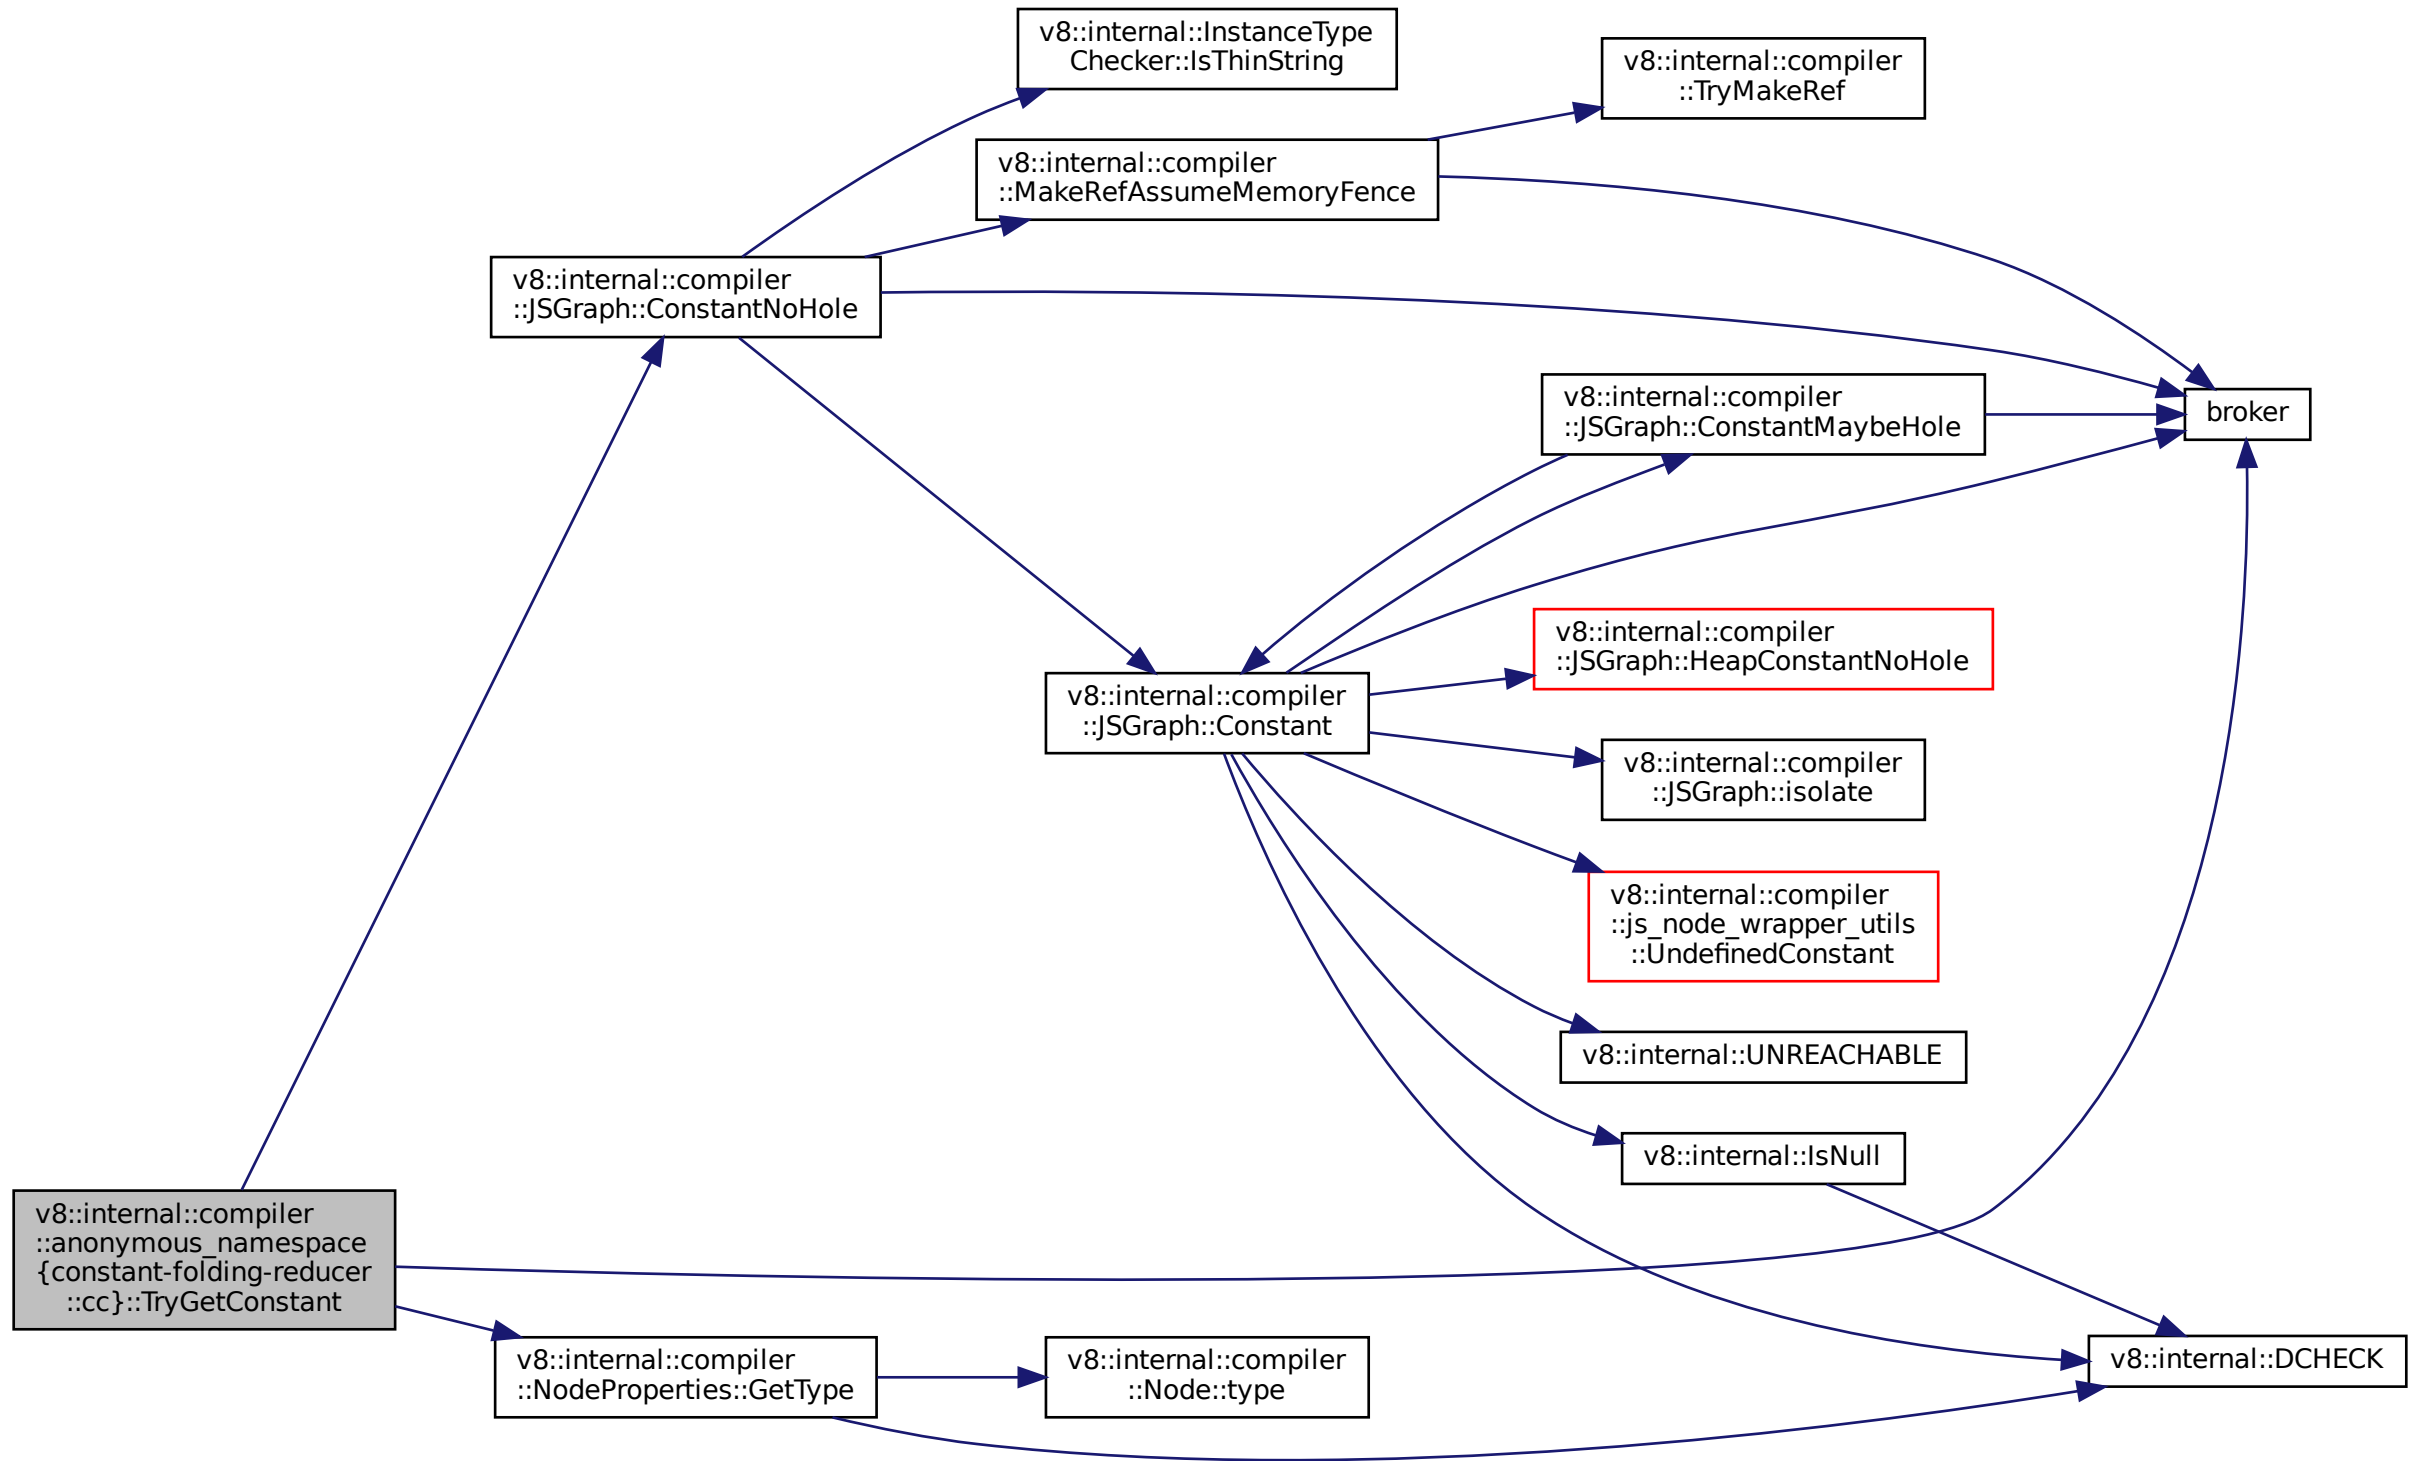 v8::internal::InstanceType
Checker::IsThinString
v8::internal::compiler
::TryMakeRef
v8::internal::compiler
::MakeRefAssumeMemoryFence
v8::internal::compiler
::JSGraph::ConstantNoHole
v8::internal::compiler
::JSGraph::ConstantMaybeHole
broker
v8::internal::compiler
::JSGraph::HeapConstantNoHole
v8::internal::compiler
::JSGraph::Constant
v8::internal::compiler
::JSGraph::isolate
v8::internal::compiler
::js_node_wrapper_utils
::UndefinedConstant
v8::internal::UNREACHABLE
v8::internal::IsNull
v8::internal::compiler
::anonymous_namespace
{constant-folding-reducer
::cc}::TryGetConstant
v8::internal::compiler
::NodeProperties::GetType
v8::internal::compiler
::Node::type
v8::internal::DCHECK